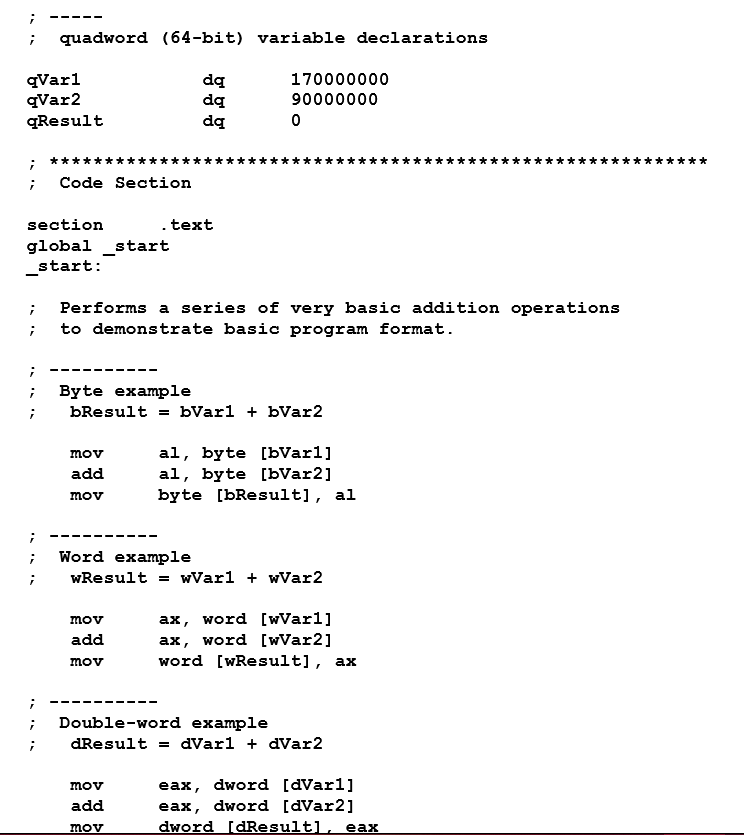 ; -----
;  quadword (64-bit) variable declarations
qVar1           dq      170000000
qVar2           dq      90000000
qResult         dq      0
; ************************************************************
;  Code Section
section     .text
global _start
_start:
;  Performs a series of very basic addition operations
;  to demonstrate basic program format.
; ----------
;  Byte example
;   bResult = bVar1 + bVar2
    mov     al, byte [bVar1]
    add     al, byte [bVar2]
    mov     byte [bResult], al
; ----------
;  Word example
;   wResult = wVar1 + wVar2
    mov     ax, word [wVar1]
    add     ax, word [wVar2]
    mov     word [wResult], ax
; ----------
;  Double-word example
;   dResult = dVar1 + dVar2
    mov     eax, dword [dVar1]
    add     eax, dword [dVar2]
    mov     dword [dResult], eax